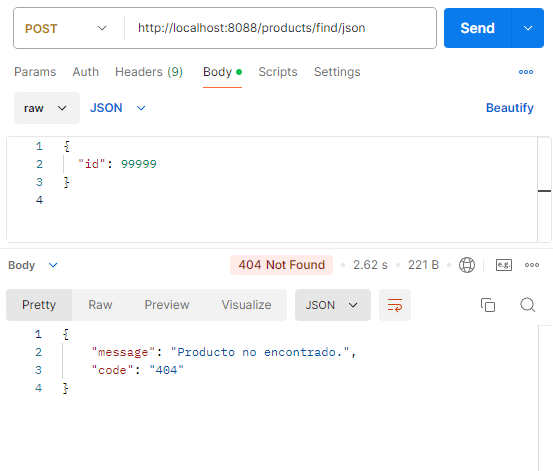 POST http://localhost:8088/products/find/json Send
Params Auth Headers (9) Body Scripts Settings
raw JSON Beautify
1 {
2 "id": 99999
3 }
4
Body 404 Not Found 2.62 s 221 B e.g.
Pretty Raw Preview Visualize JSON
1 {
2 "message": "Producto no encontrado.",
3 "code": "404"
4 }